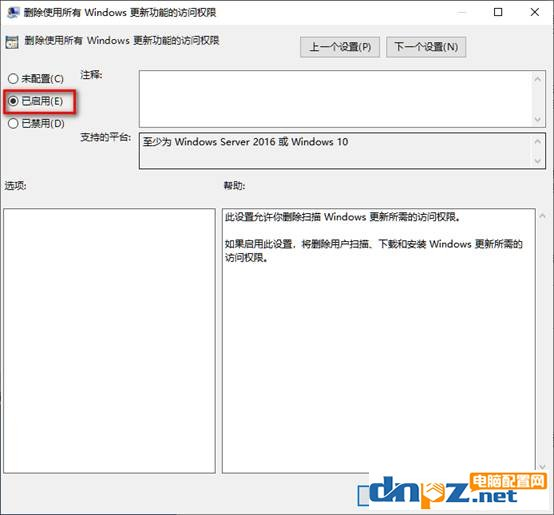 删除使用所有 Windows 更新功能的访问权限
删除使用所有 Windows 更新功能的访问权限
上一个设置(P)
下一个设置(N)
未配置(C)
注释:
已启用(E)
已禁用(D)
支持的平台:
至少为 Windows Server 2016 或 Windows 10
选项:
帮助:
此设置允许你删除扫描 Windows 更新所需的访问权限。
如果启用此设置，将删除用户扫描、下载和安装 Windows 更新所需的
访问权限。
电脑配置网
dnpz.net